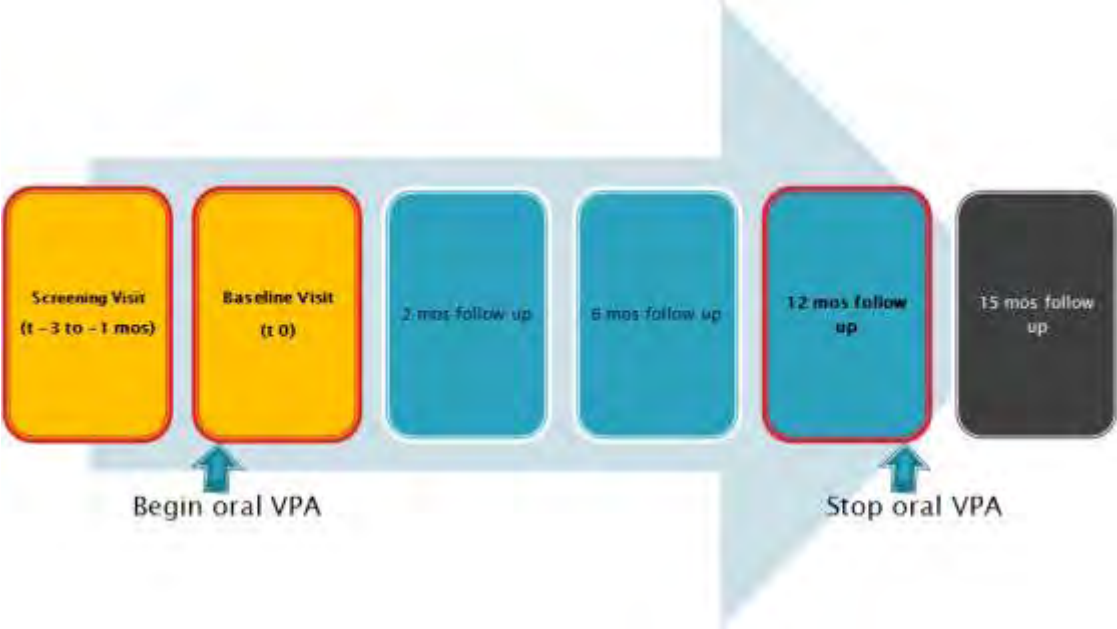 Screening Visit
(t -3 to -1 mos)
Baseline Visit
(t 0)
2 mos follow up
6 mos follow up
12 mos follow
up
15 mos follow
up
Begin oral VPA
Stop oral VPA